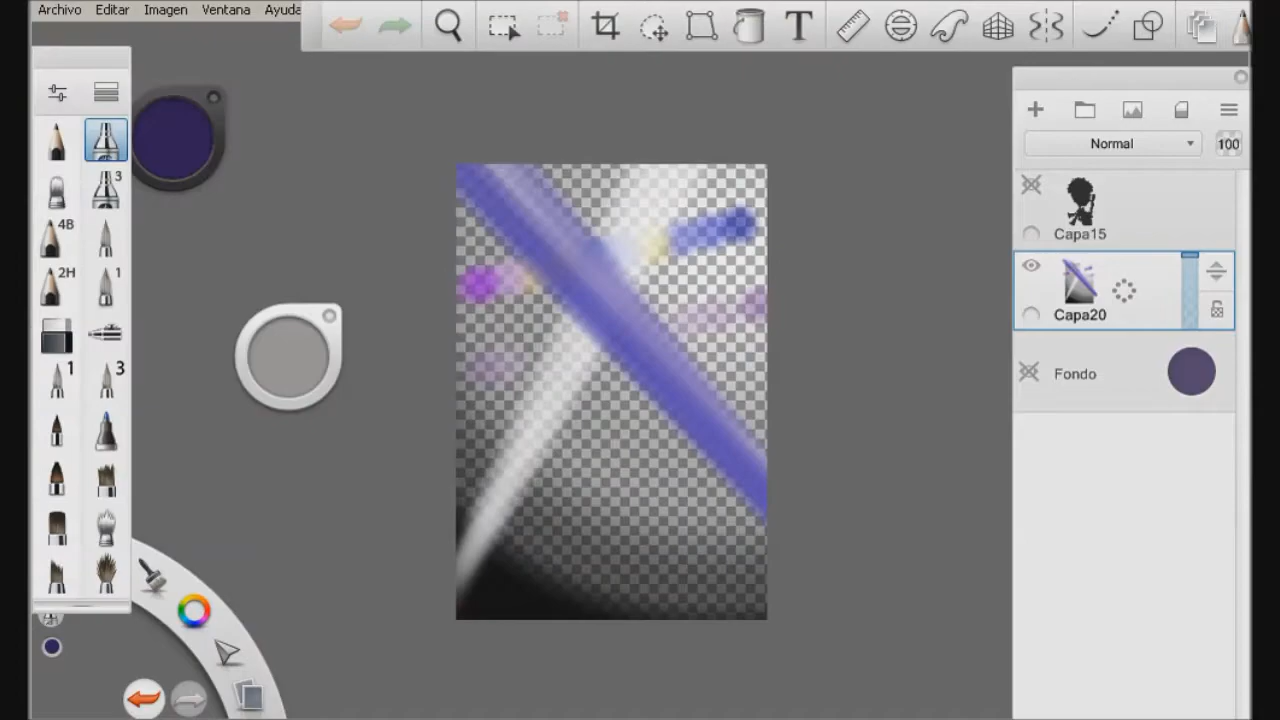 Archivo Editar Imagen Ventana Ayuda
T
Normal 100
3
4B
2H 1
1 3
Capa15
Capa20
Fondo